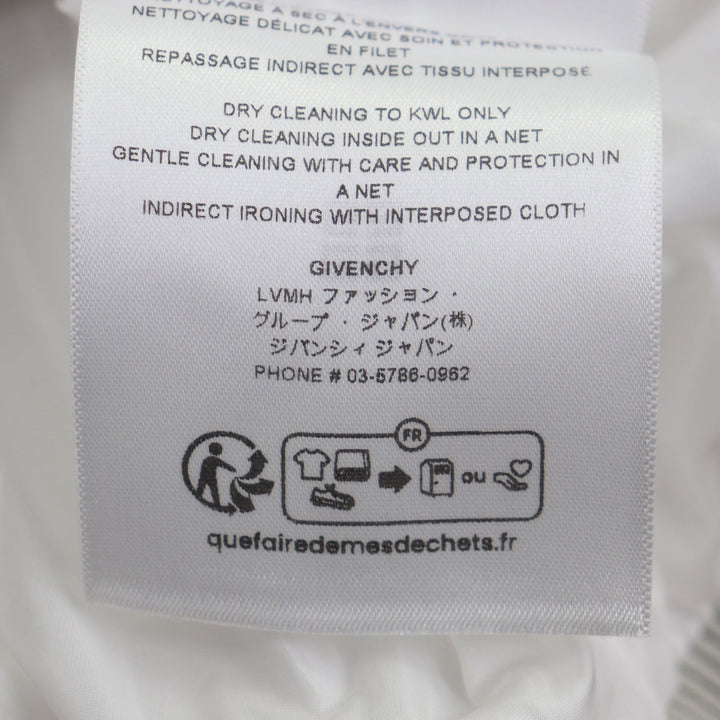 NETTOYAGE À SEC À L'ENVERS
NETTOYAGE DÉLICAT AVEC SOIN ET PROTECTION
EN FILET
REPASSAGE INDIRECT AVEC TISSU INTERPOSÉ
DRY CLEANING TO KWL ONLY
DRY CLEANING INSIDE OUT IN A NET
GENTLE CLEANING WITH CARE AND PROTECTION IN
A NET
INDIRECT IRONING WITH INTERPOSED CLOTH
GIVENCHY
LVMH ファッション ·
グループ · ジャパン(株)
ジバンシィ ジャパン
PHONE # 03-5786-0962
FR
ou
quefairedemesdechets.fr